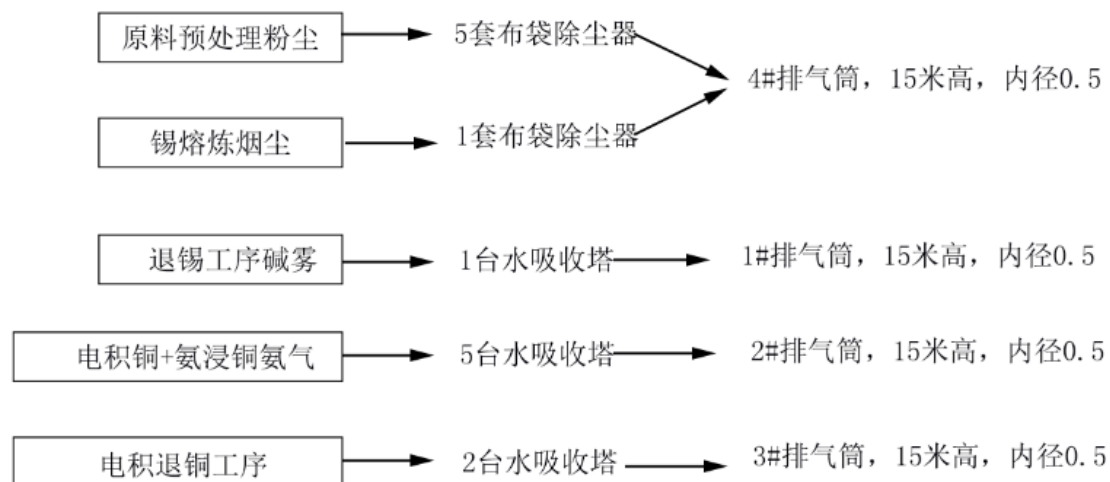 原料预处理粉尘
5套布袋除尘器
4#排气筒，15米高，内径0.5
锡熔炼烟尘
1套布袋除尘器
退锡工序碱雾
1台水吸收塔
1#排气筒，15米高，内径0.5
电积铜+氨浸铜氨气
5台水吸收塔
2#排气筒，15米高，内径0.5
电积退铜工序
2台水吸收塔
3#排气筒，15米高，内径0.5